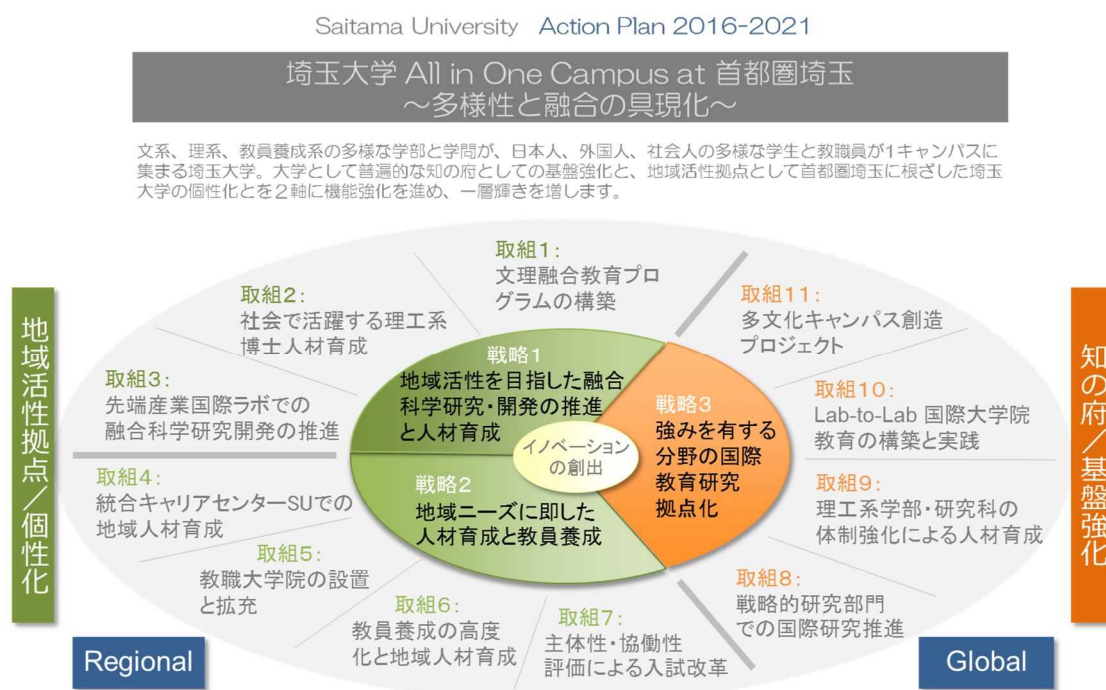 Saitama University Action Plan 2016-2021
埼玉大学 All in One Campus at 首都圏埼玉
～多様性と融合の具現化～
文系、理系、教員養成系の多様な学部と学問が、日本人、外国人、社会人の多様な学生と教職員が1キャンパスに
集まる埼玉大学。大学として普遍的な知の府としての基盤強化と、地域活性拠点として首都圏埼玉に根ざした埼玉
大学の個性化とを2軸に機能強化を進め、一層輝きを増します。
地域活性拠点／個性化
知の府／基盤強化
取組1：
文理融合教育プロ
グラムの構築
取組2：
社会で活躍する理工系
博士人材育成
取組3：
先端産業国際ラボでの
融合科学研究開発の推進
取組4：
統合キャリアセンターSUでの
地域人材育成
取組5：
教職大学院の設置
と拡充
取組6：
教員養成の高度
化と地域人材育成
取組7：
主体性・協働性
評価による入試改革
取組8：
戦略的研究部門
での国際研究推進
取組9：
理工系学部・研究科の
体制強化による人材育成
取組10：
Lab-to-Lab 国際大学院
教育の構築と実践
取組11：
多文化キャンパス創造
プロジェクト
戦略1
地域活性を目指した融合
科学研究・開発の推進
と人材育成
戦略2
地域ニーズに即した
人材育成と教員養成
戦略3
強みを有する
分野の国際
教育研究
拠点化
イノベーション
の創出
Regional
Global